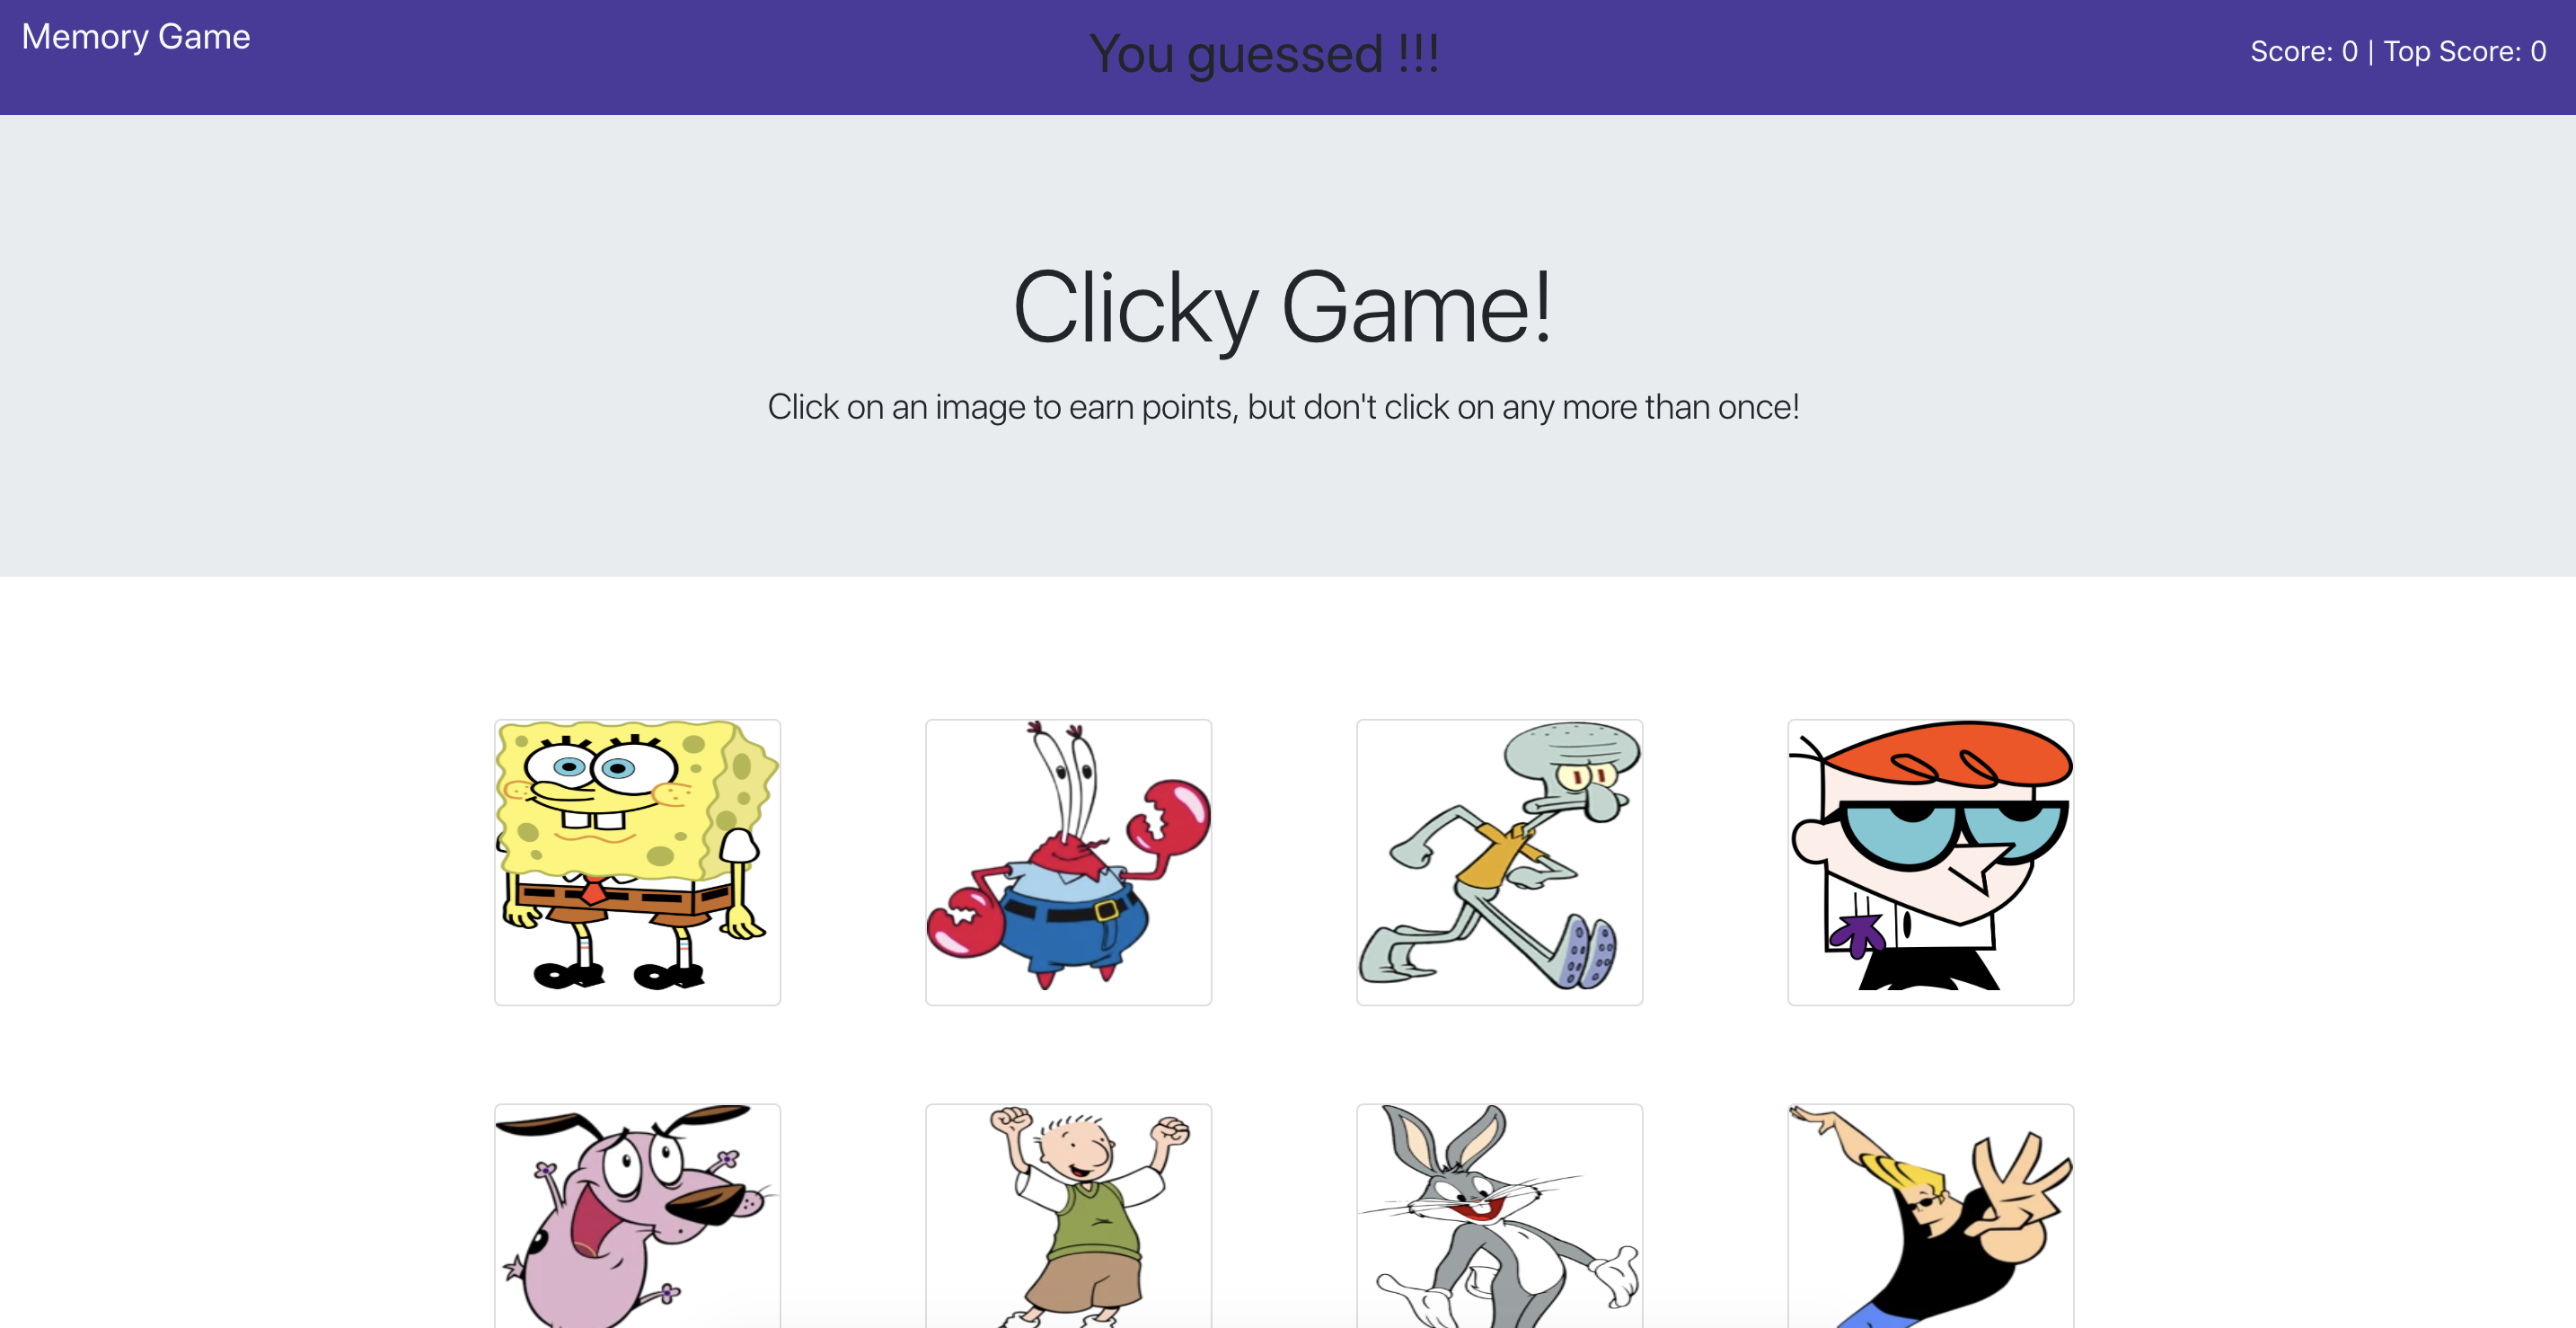 Memory Game
You guessed !!!
Score: 0 | Top Score: 0
Clicky Game!
Click on an image to earn points, but don't click on any more than once!